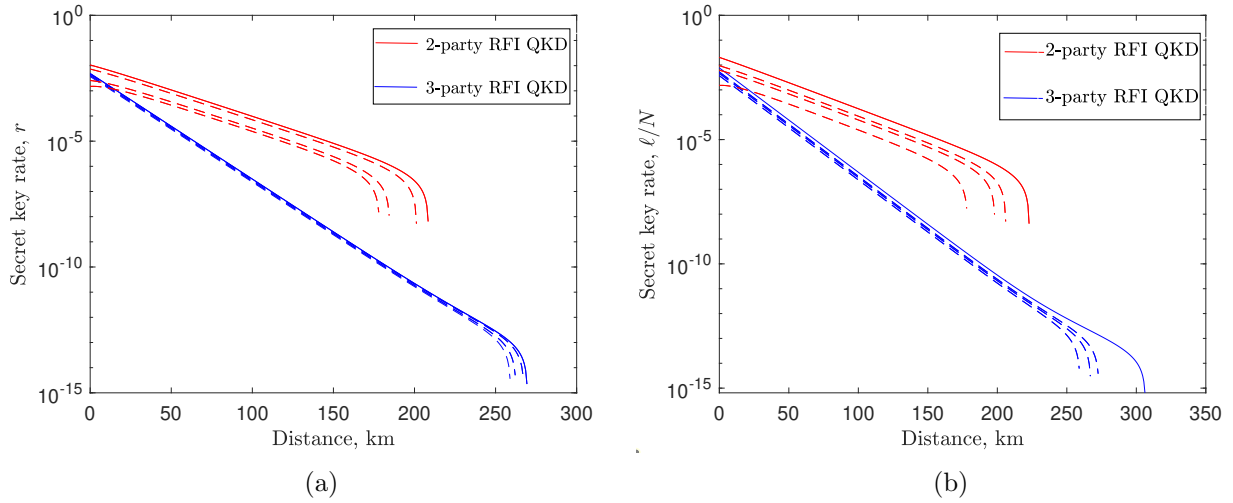 10^0
2-party RFI QKD
3-party RFI QKD
10^-5
10^-10
10^-15
Secret key rate, r
0 50 100 150 200 250 300
Distance, km
(a)
10^0
2-party RFI QKD
3-party RFI QKD
10^-5
10^-10
10^-15
Secret key rate, ℓ/N
0 50 100 150 200 250 300 350
Distance, km
(b)